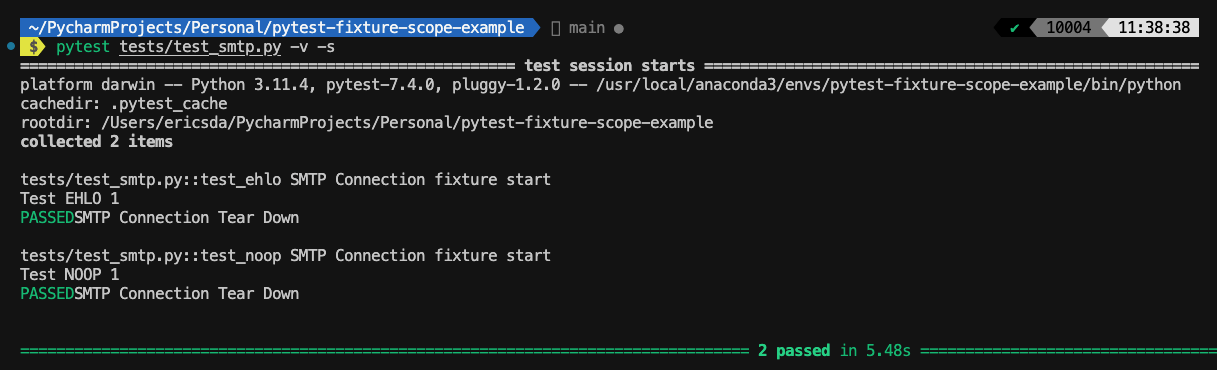 ~/PycharmProjects/Personal/pytest-fixture-scope-example main ● ✔ 10004 11:38:38
$ pytest tests/test_smtp.py -v -s
======================================================= test session starts =======================================================
platform darwin -- Python 3.11.4, pytest-7.4.0, pluggy-1.2.0 -- /usr/local/anaconda3/envs/pytest-fixture-scope-example/bin/python
cachedir: .pytest_cache
rootdir: /Users/ericsda/PycharmProjects/Personal/pytest-fixture-scope-example
collected 2 items
tests/test_smtp.py::test_ehlo SMTP Connection fixture start
Test EHLO 1
PASSEDSMTP Connection Tear Down
tests/test_smtp.py::test_noop SMTP Connection fixture start
Test NOOP 1
PASSEDSMTP Connection Tear Down
================================================================================= 2 passed in 5.48s =================================